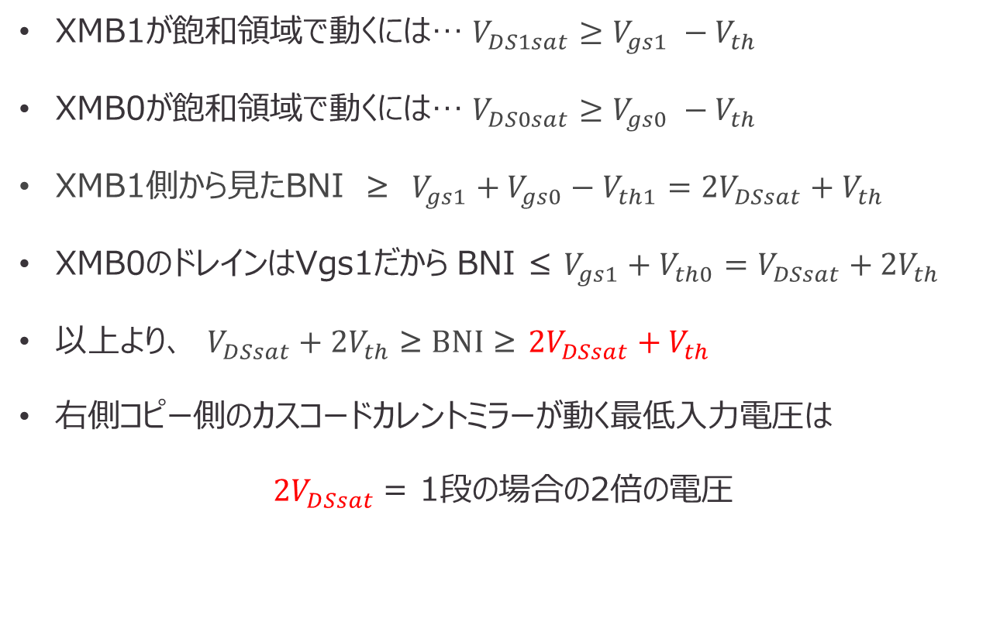 • XMB1が飽和領域で動くには… V_{DS1sat} ≥ V_{gs1} − V_{th}
• XMB0が飽和領域で動くには… V_{DS0sat} ≥ V_{gs0} − V_{th}
• XMB1側から見たBNI ≥ V_{gs1} + V_{gs0} − V_{th1} = 2V_{DSsat} + V_{th}
• XMB0のドレインはVgs1だから BNI ≤ V_{gs1} + V_{th0} = V_{DSsat} + 2V_{th}
• 以上より、 V_{DSsat} + 2V_{th} ≥ BNI ≥ 2V_{DSsat} + V_{th}
• 右側コピー側のカスコードカレントミラーが動く最低入力電圧は
2V_{DSsat} = 1段の場合の2倍の電圧